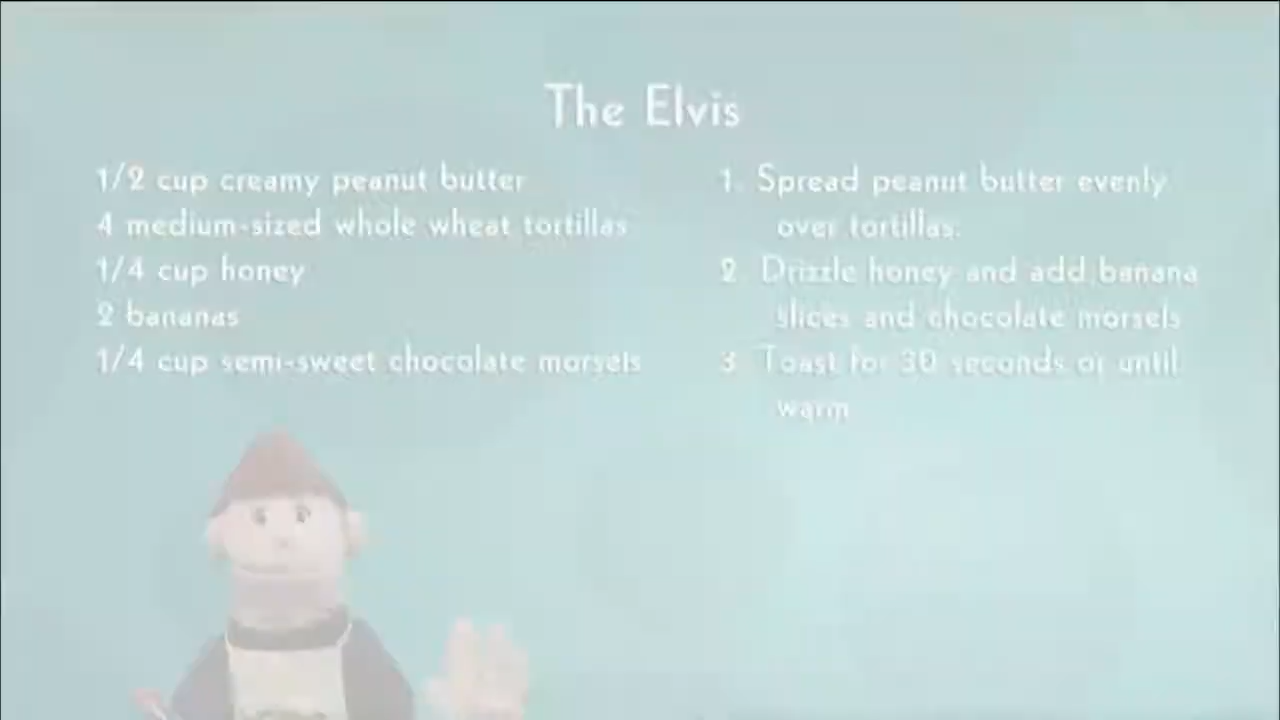 The Elvis
1/2 cup creamy peanut butter
4 medium-sized whole wheat tortillas
1/4 cup honey
2 bananas
1/4 cup semi-sweet chocolate morsels
1. Spread peanut butter evenly
over tortillas.
2. Drizzle honey and add banana
slices and chocolate morsels
3. Toast for 30 seconds or until
warm